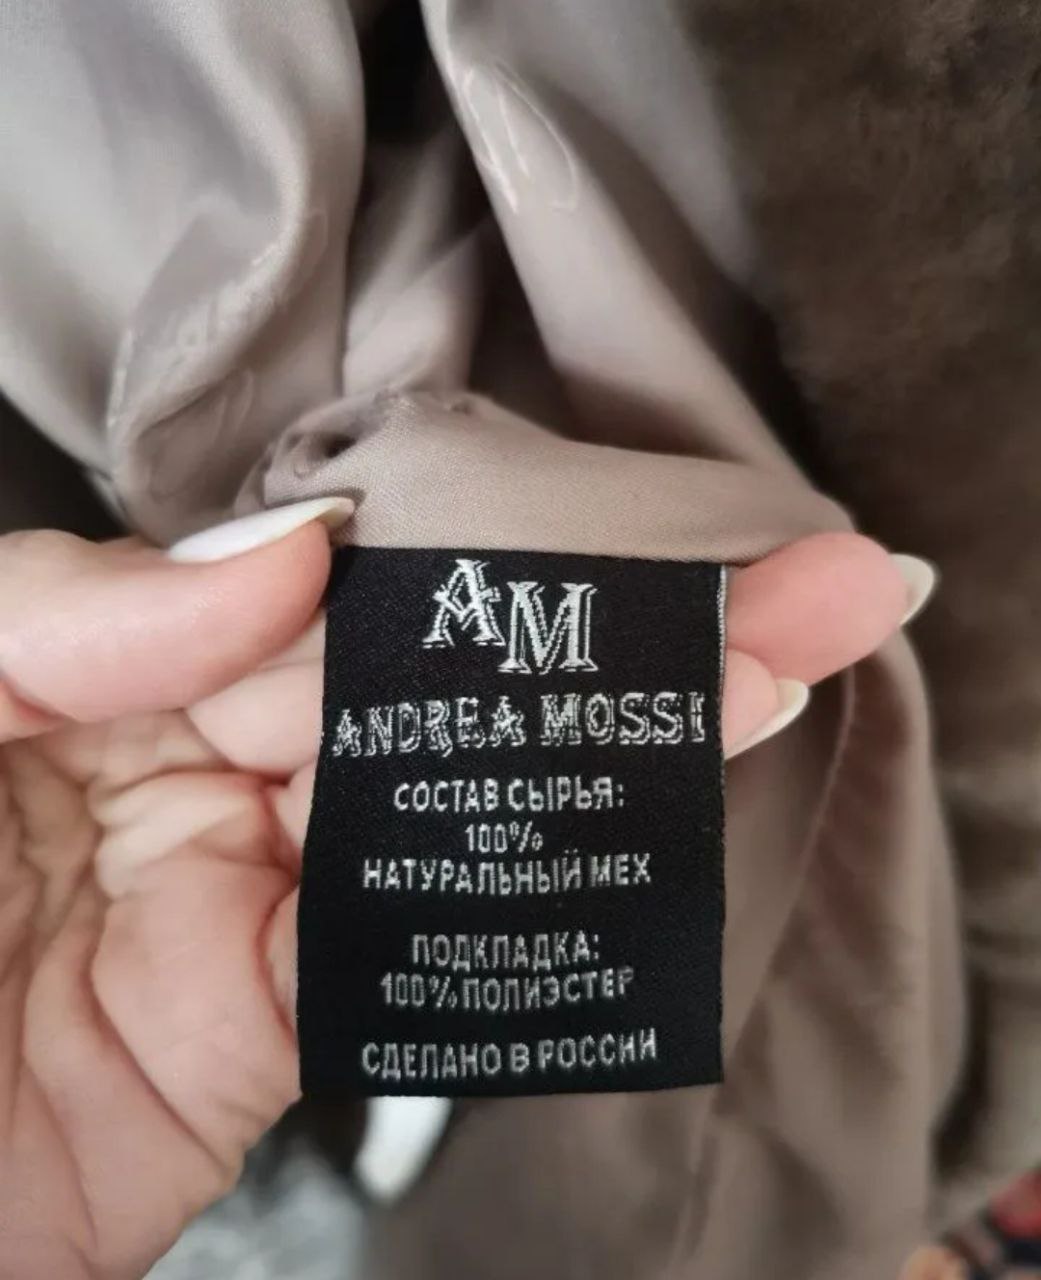 AM
ANDREA MOSSI
СОСТАВ СЫРЬЯ:
100%
НАТУРАЛЬНЫЙ МЕХ
ПОДКЛАДКА:
100% ПОЛИЭСТЕР
СДЕЛАНО В РОССИИ